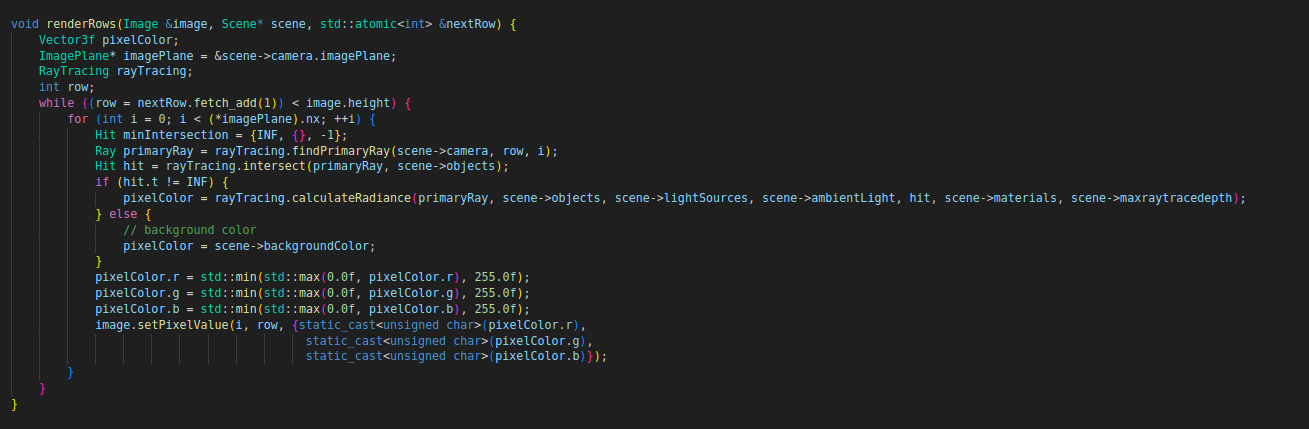 void renderRows(Image &image, Scene* scene, std::atomic<int> &nextRow) {
    Vector3f pixelColor;
    ImagePlane* imagePlane = &scene->camera.imagePlane;
    RayTracing rayTracing;
    int row;
    while ((row = nextRow.fetch_add(1)) < image.height) {
        for (int i = 0; i < (*imagePlane).nx; ++i) {
            Hit minIntersection = {INF, {}, -1};
            Ray primaryRay = rayTracing.findPrimaryRay(scene->camera, row, i);
            Hit hit = rayTracing.intersect(primaryRay, scene->objects);
            if (hit.t != INF) {
                pixelColor = rayTracing.calculateRadiance(primaryRay, scene->objects, scene->lightSources, scene->ambientLight, hit, scene->materials, scene->maxraytracedepth);
            } else {
                // background color
                pixelColor = scene->backgroundColor;
            }
            pixelColor.r = std::min(std::max(0.0f, pixelColor.r), 255.0f);
            pixelColor.g = std::min(std::max(0.0f, pixelColor.g), 255.0f);
            pixelColor.b = std::min(std::max(0.0f, pixelColor.b), 255.0f);
            image.setPixelValue(i, row, {static_cast<unsigned char>(pixelColor.r),
                                          static_cast<unsigned char>(pixelColor.g),
                                          static_cast<unsigned char>(pixelColor.b)});
        }
    }
}